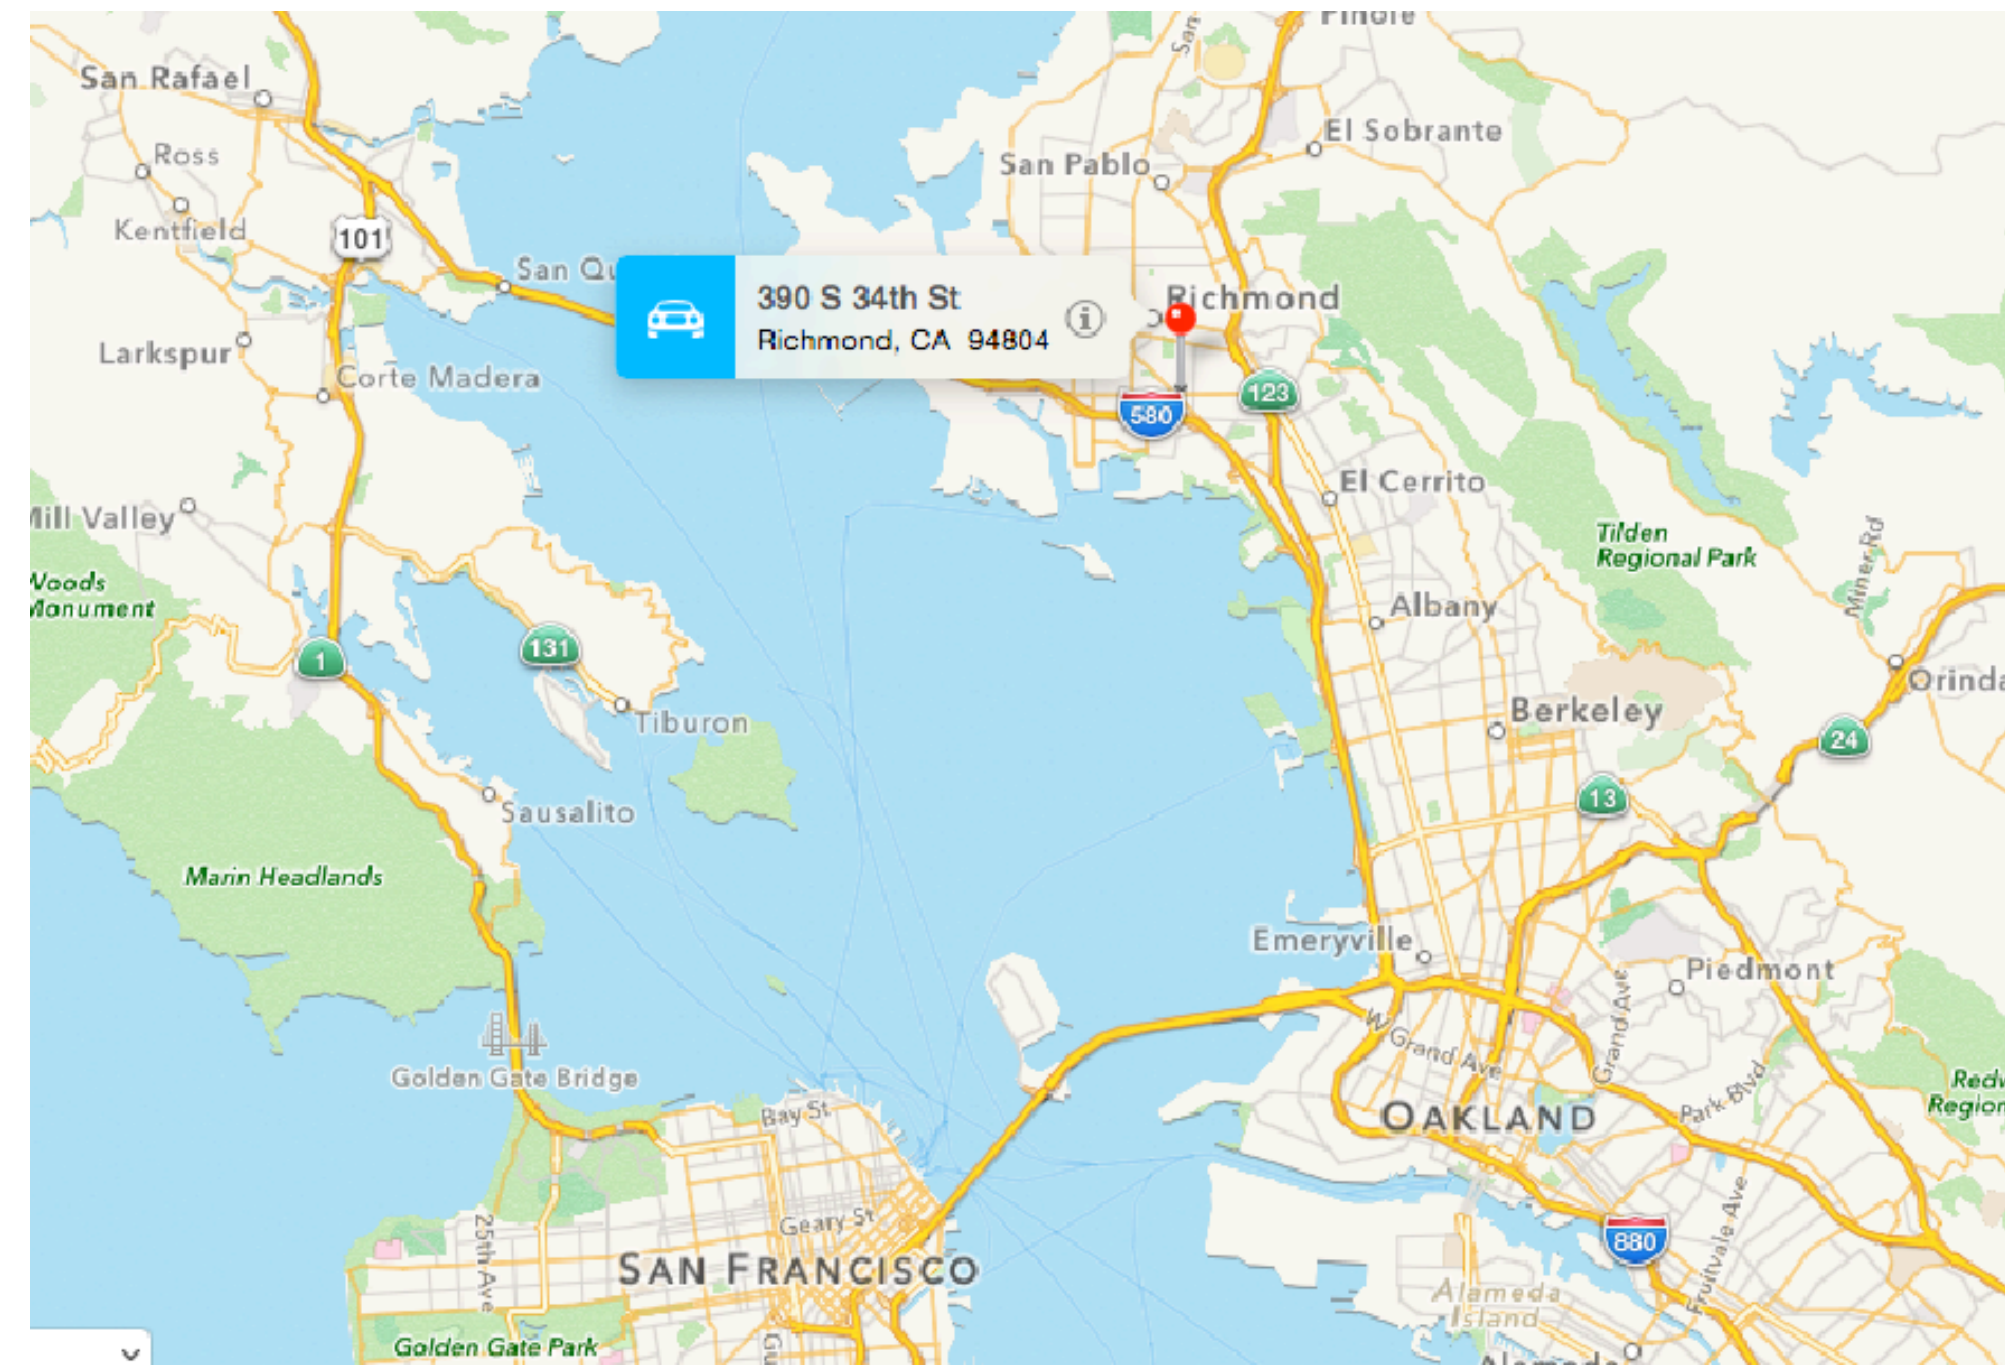 Pinole
San Rafael
San
El Sobrante
Ross
San Pablo
Kentfield
101
San Qu
390 S 34th St
Richmond, CA 94804
Richmond
Larkspur
Corte Madera
580
123
El Cerrito
Mill Valley
Tilden
Regional Park
Miner Rd
Woods
Monument
Albany
1
131
Orinda
Tiburon
Berkeley
24
13
Sausalito
Marin Headlands
Emeryville
Piedmont
Grand Ave
W Grand Ave
Golden Gate Bridge
Park Blvd
Redw
Region
Bay St
OAKLAND
Geary St
25th Ave
Fruitvale Ave
880
SAN FRANCISCO
Alameda
Island
Golden Gate Park
Gu
Alameda